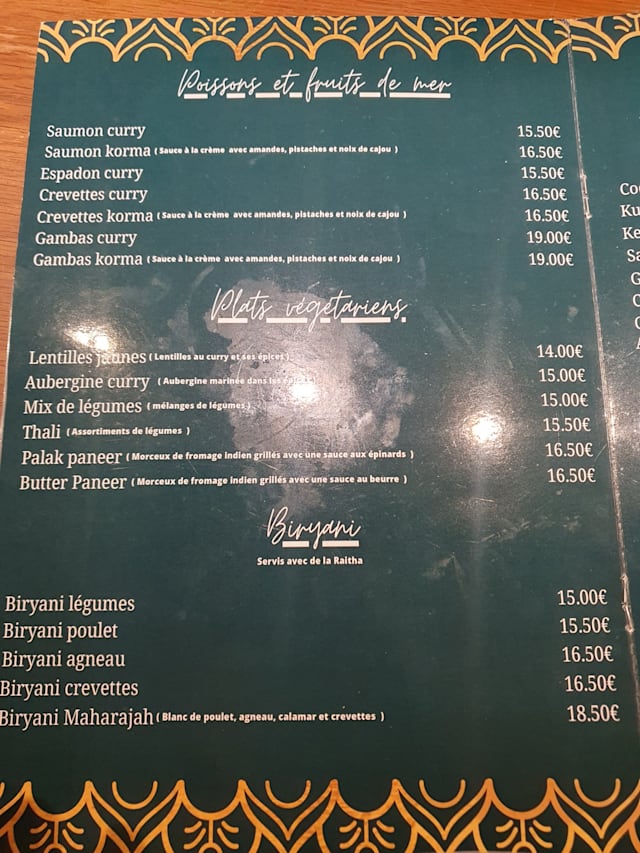 Poissons et fruits de mer
Saumon curry 15.50€
Saumon korma ( Sauce à la crème avec amandes, pistaches et noix de cajou ) 16.50€
Espadon curry 15.50€
Crevettes curry 16.50€
Crevettes korma ( Sauce à la crème avec amandes, pistaches et noix de cajou ) 16.50€
Gambas curry 19.00€
Gambas korma ( Sauce à la crème avec amandes, pistaches et noix de cajou ) 19.00€
Plats végétariens
Lentilles jaunes ( Lentilles au curry et ses épices ) 14.00€
Aubergine curry ( Aubergine marinée dans les 15.00€
Mix de légumes ( mélanges de légumes ) 15.00€
Thali ( Assortiments de légumes ) 15.50€
Palak paneer ( Morceux de fromage indien grillés avec une sauce aux épinards ) 16.50€
Butter Paneer ( Morceux de fromage indien grillés avec une sauce au beurre ) 16.50€
Biryani
Servis avec de la Raitha
Biryani légumes 15.00€
Biryani poulet 15.50€
Biryani agneau 16.50€
Biryani crevettes 16.50€
Biryani Maharajah ( Blanc de poulet, agneau, calamar et crevettes ) 18.50€